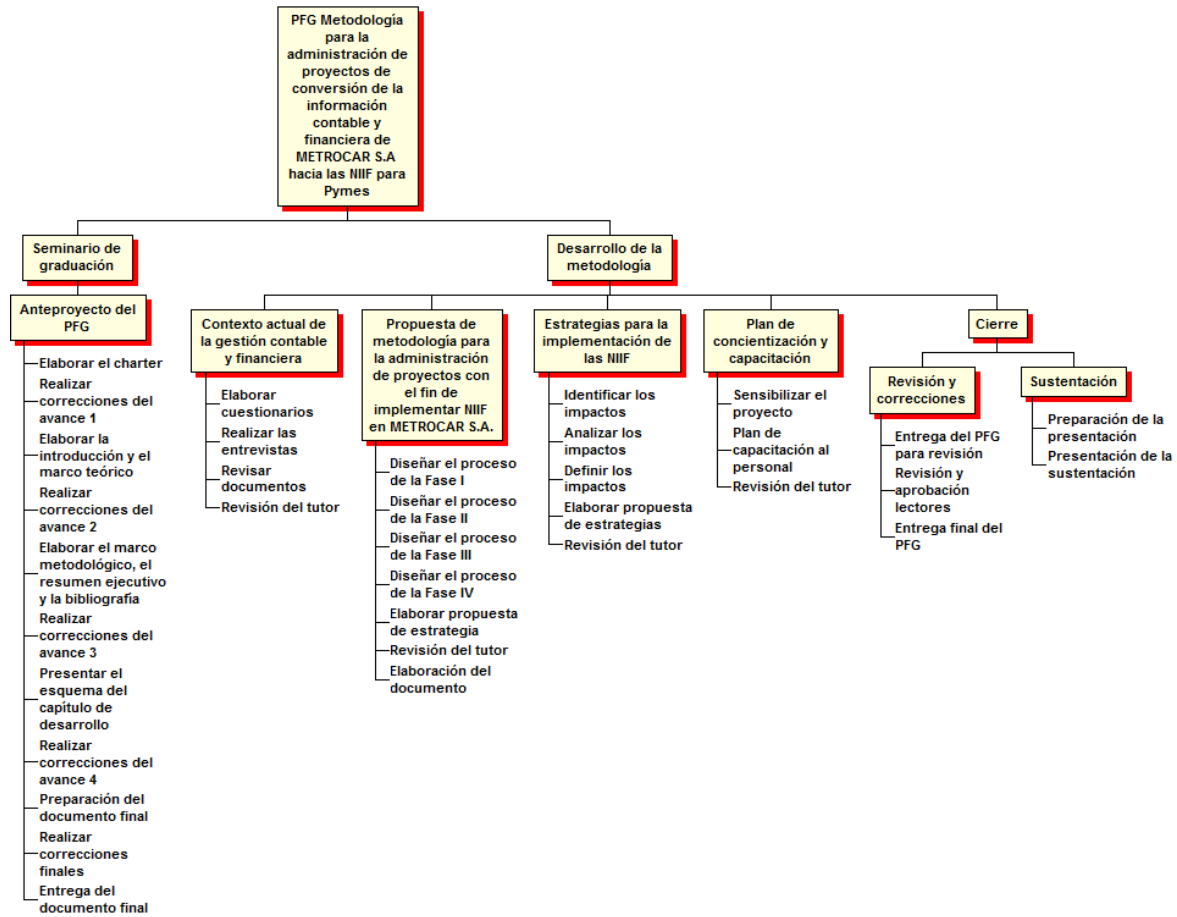 PFG Metodología
para la
administración de
proyectos de
conversión de la
información
contable y
financiera de
METROCAR S.A
hacia las NIIF para
Pymes
Seminario de
graduación
Desarrollo de la
metodología
Anteproyecto del
PFG
Elaborar el charter
Realizar
correcciones del
avance 1
Elaborar la
introducción y el
marco teórico
Realizar
correcciones del
avance 2
Elaborar el marco
metodológico, el
resumen ejecutivo
y la bibliografia
Realizar
correcciones del
avance 3
Presentar el
esquema del
capítulo de
desarrollo
Realizar
correcciones del
avance 4
Preparación del
documento final
Realizar
correcciones
finales
Entrega del
documento final
Contexto actual de
la gestión contable
y financiera
Elaborar
cuestionarios
Realizar las
entrevistas
Revisar
documentos
Revisión del tutor
Propuesta de
metodología para
la administración
de proyectos con
el fin de
implementar NIIF
en METROCAR S.A.
Diseñar el proceso
de la Fase I
Diseñar el proceso
de la Fase II
Diseñar el proceso
de la Fase III
Diseñar el proceso
de la Fase IV
Elaborar propuesta
de estrategia
Revisión del tutor
Elaboración del
documento
Estrategias para la
implementación de
las NIIF
Identificar los
impactos
Analizar los
impactos
Definir los
impactos
Elaborar propuesta
de estrategias
Revisión del tutor
Plan de
concientización y
capacitación
Sensibilizar el
proyecto
Plan de
capacitación al
personal
Revisión del tutor
Cierre
Revisión y
correcciones
Entrega del PFG
para revisión
Revisión y
aprobación
lectores
Entrega final del
PFG
Sustentación
Preparación de la
presentación
Presentación de la
sustentación